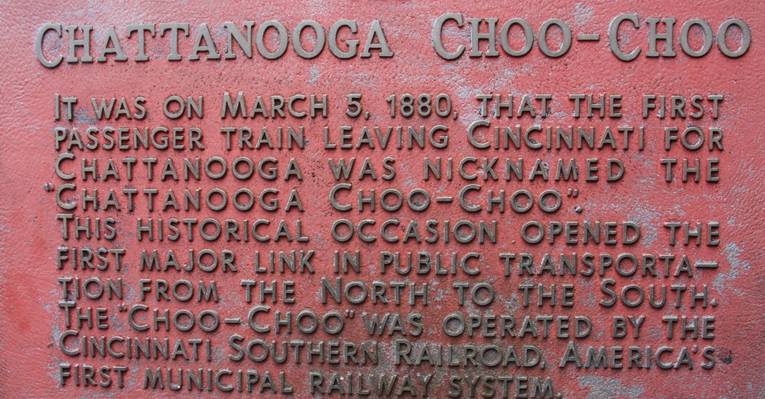 CHATTANOOGA CHOO-CHOO
IT WAS ON MARCH 5, 1880, THAT THE FIRST
PASSENGER TRAIN LEAVING CINCINNATI FOR
CHATTANOOGA WAS NICKNAMED THE
"CHATTANOOGA CHOO-CHOO".
THIS HISTORICAL OCCASION OPENED THE
FIRST MAJOR LINK IN PUBLIC TRANSPORTA-
TION FROM THE NORTH TO THE SOUTH.
THE "CHOO-CHOO" WAS OPERATED BY THE
CINCINNATI SOUTHERN RAILROAD, AMERICA'S
FIRST MUNICIPAL RAILWAY SYSTEM.